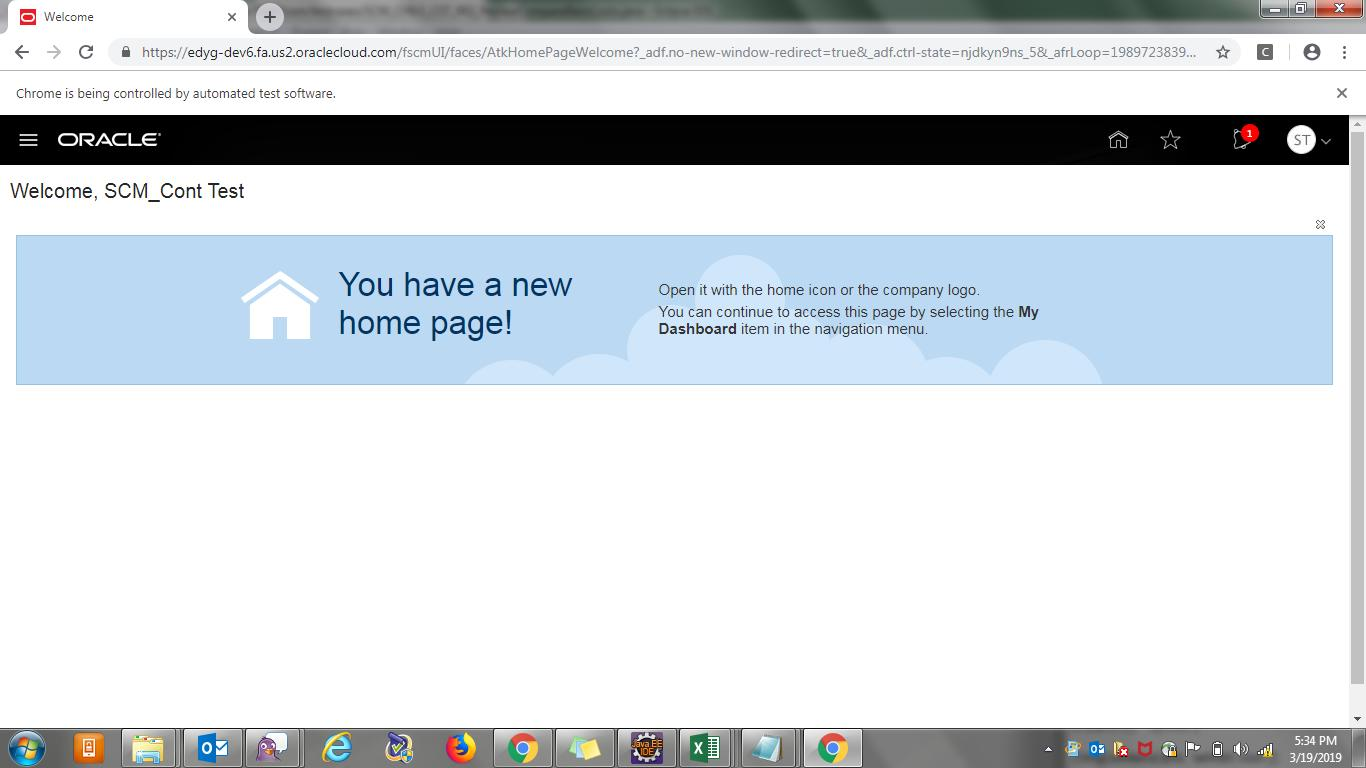 Welcome
https://edyg-dev6.fa.us2.oraclecloud.com/fscmUI/faces/AtkHomePageWelcome?_adf.no-new-window-redirect=true&_adf.ctrl-state=njdkyn9ns_5&_afrLoop=1989723839...
C
Chrome is being controlled by automated test software.
ORACLE
1
ST
Welcome, SCM_Cont Test
You have a new
home page!
Open it with the home icon or the company logo.
You can continue to access this page by selecting the My
Dashboard item in the navigation menu.
Java EE
IDE
5:34 PM
3/19/2019